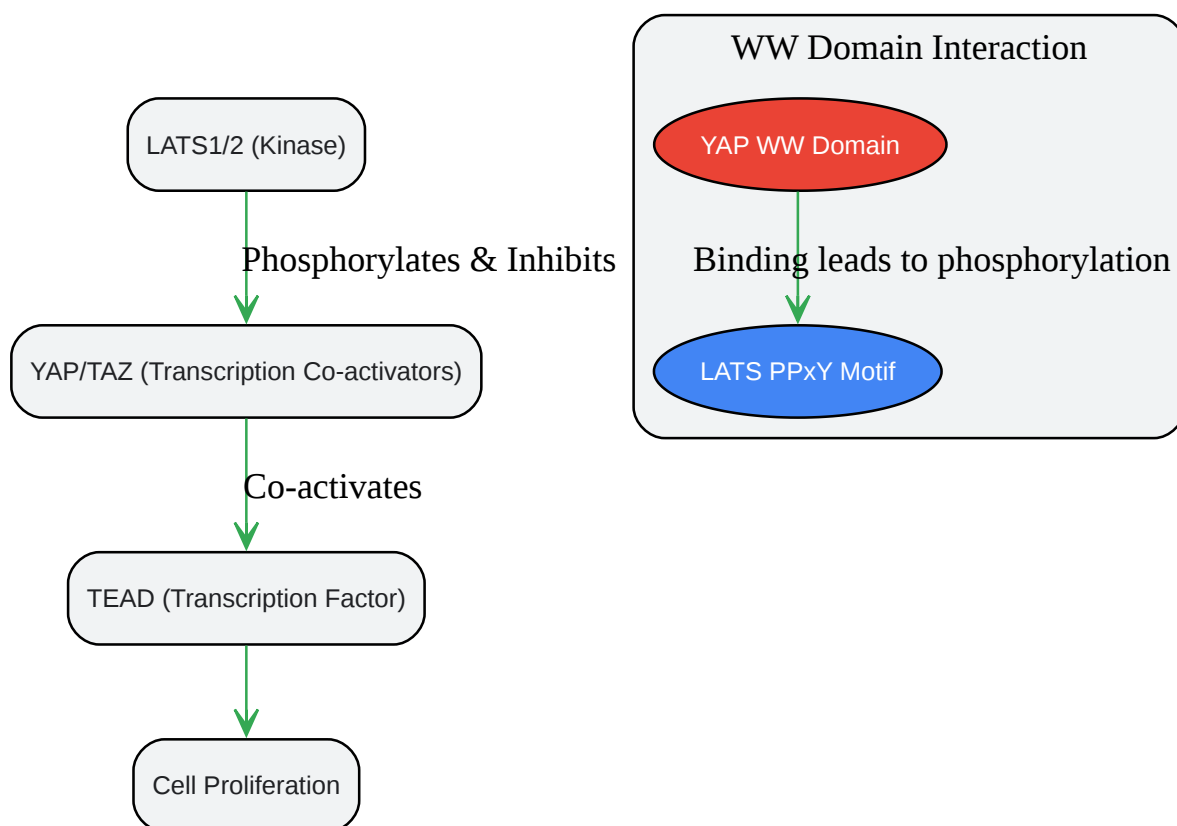 WW Domain Interaction
LATS1/2 (Kinase)
YAP WW Domain
Phosphorylates & Inhibits
Binding leads to phosphorylation
YAP/TAZ (Transcription Co-activators)
LATS PPxY Motif
Co-activates
TEAD (Transcription Factor)
Cell Proliferation